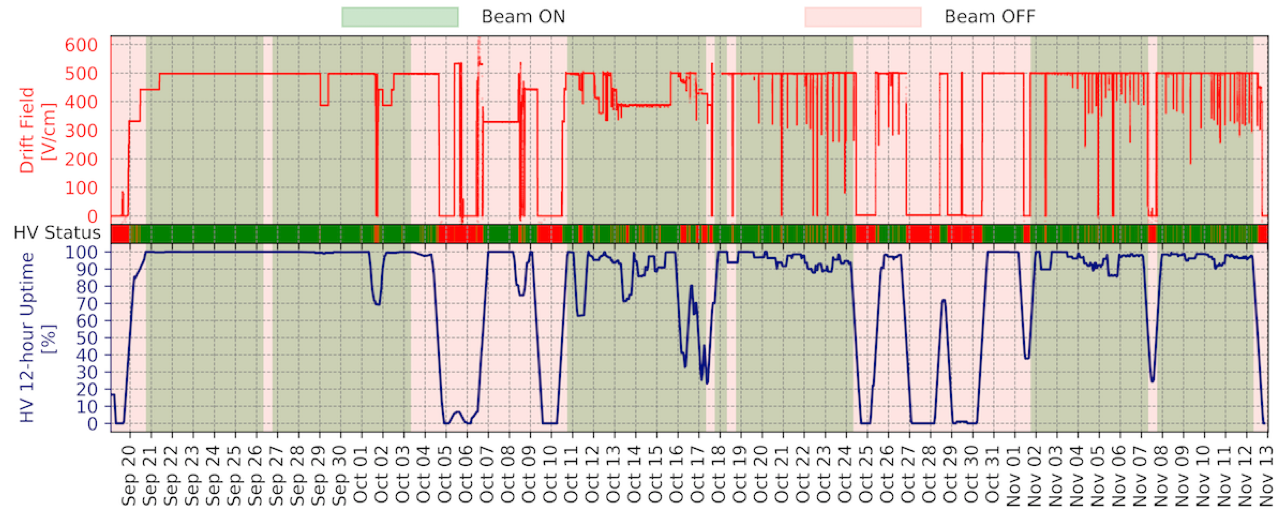 Beam ON
Beam OFF
600
500
400
300
200
100
0
Drift Field
[V/cm]
HV Status
100
90
80
70
60
50
40
30
20
10
0
HV 12-hour Uptime
[%]
Sep 20
Sep 21
Sep 22
Sep 23
Sep 24
Sep 25
Sep 26
Sep 27
Sep 28
Sep 29
Sep 30
Oct 01
Oct 02
Oct 03
Oct 04
Oct 05
Oct 06
Oct 07
Oct 08
Oct 09
Oct 10
Oct 11
Oct 12
Oct 13
Oct 14
Oct 15
Oct 16
Oct 17
Oct 18
Oct 19
Oct 20
Oct 21
Oct 22
Oct 23
Oct 24
Oct 25
Oct 26
Oct 27
Oct 28
Oct 29
Oct 30
Oct 31
Nov 01
Nov 02
Nov 03
Nov 04
Nov 05
Nov 06
Nov 07
Nov 08
Nov 09
Nov 10
Nov 11
Nov 12
Nov 13